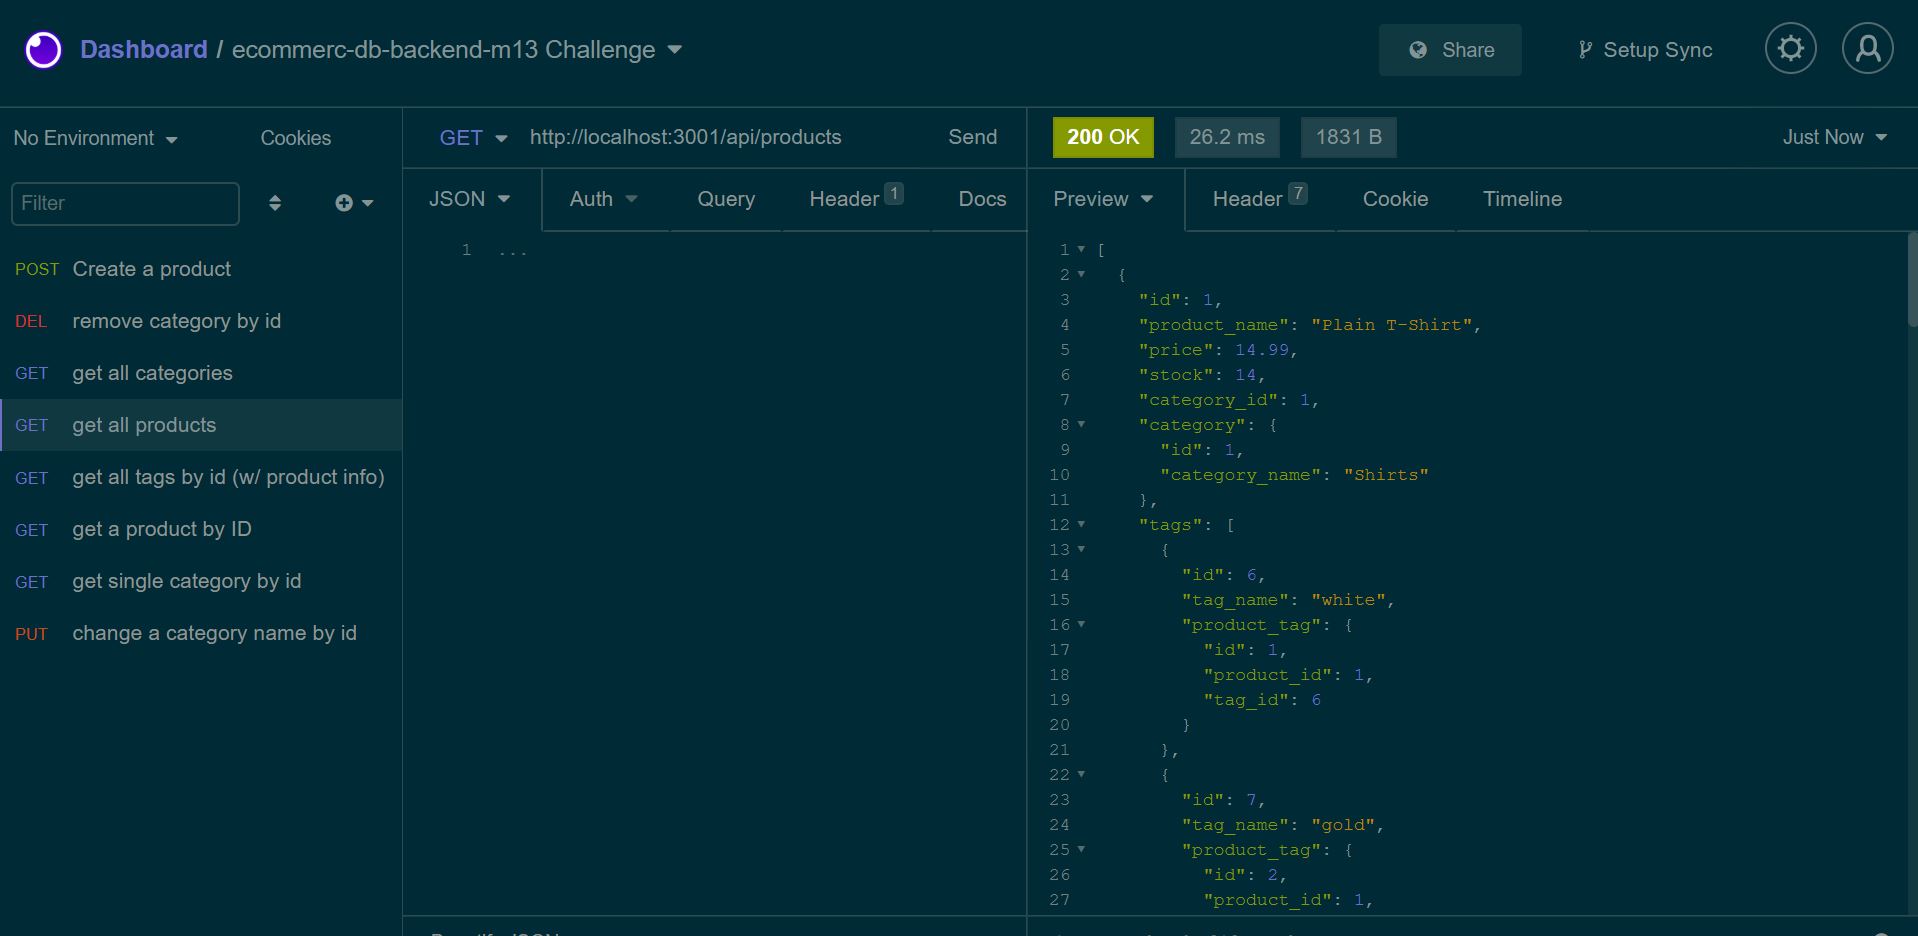 Dashboard / ecommerc-db-backend-m13 Challenge
Share
Setup Sync
No Environment
Cookies
Filter
POST Create a product
DEL remove category by id
GET get all categories
GET get all products
GET get all tags by id (w/ product info)
GET get a product by ID
GET get single category by id
PUT change a category name by id
GET http://localhost:3001/api/products Send
JSON Auth Query Header 1 Docs
1 ...
200 OK 26.2 ms 1831 B Just Now
Preview Header 7 Cookie Timeline
1 [
2 {
3 "id": 1,
4 "product_name": "Plain T-Shirt",
5 "price": 14.99,
6 "stock": 14,
7 "category_id": 1,
8 "category": {
9 "id": 1,
10 "category_name": "Shirts"
11 },
12 "tags": [
13 {
14 "id": 6,
15 "tag_name": "white",
16 "product_tag": {
17 "id": 1,
18 "product_id": 1,
19 "tag_id": 6
20 }
21 },
22 {
23 "id": 7,
24 "tag_name": "gold",
25 "product_tag": {
26 "id": 2,
27 "product_id": 1,